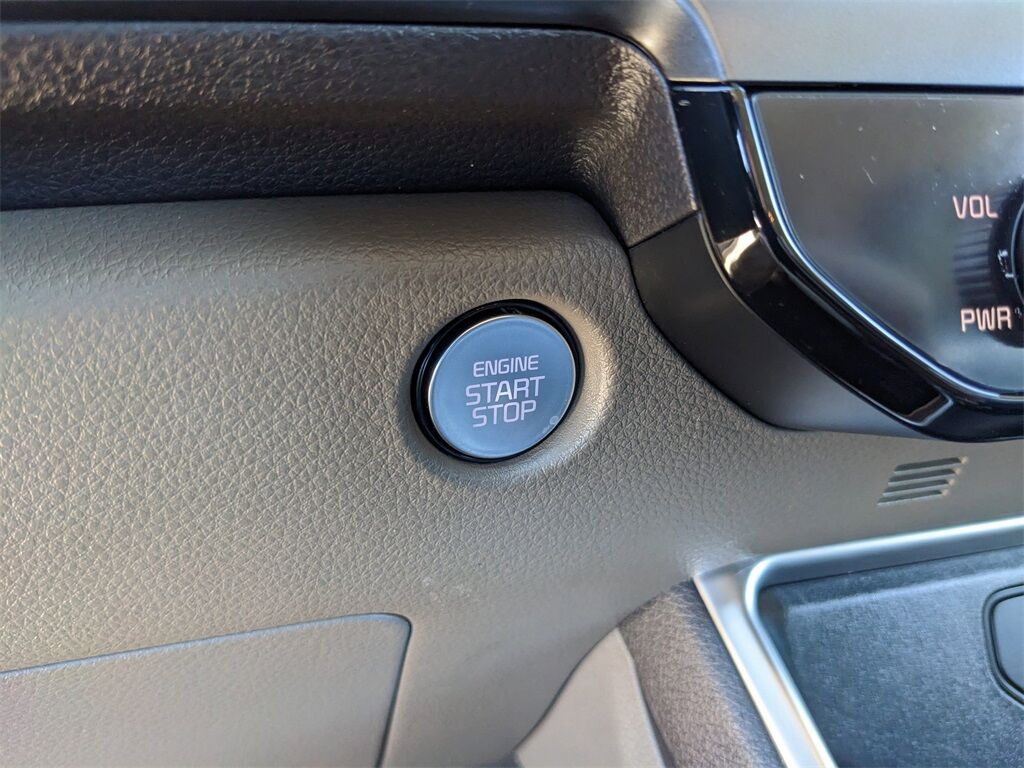 ENGINE
START
STOP
VOL
PWR